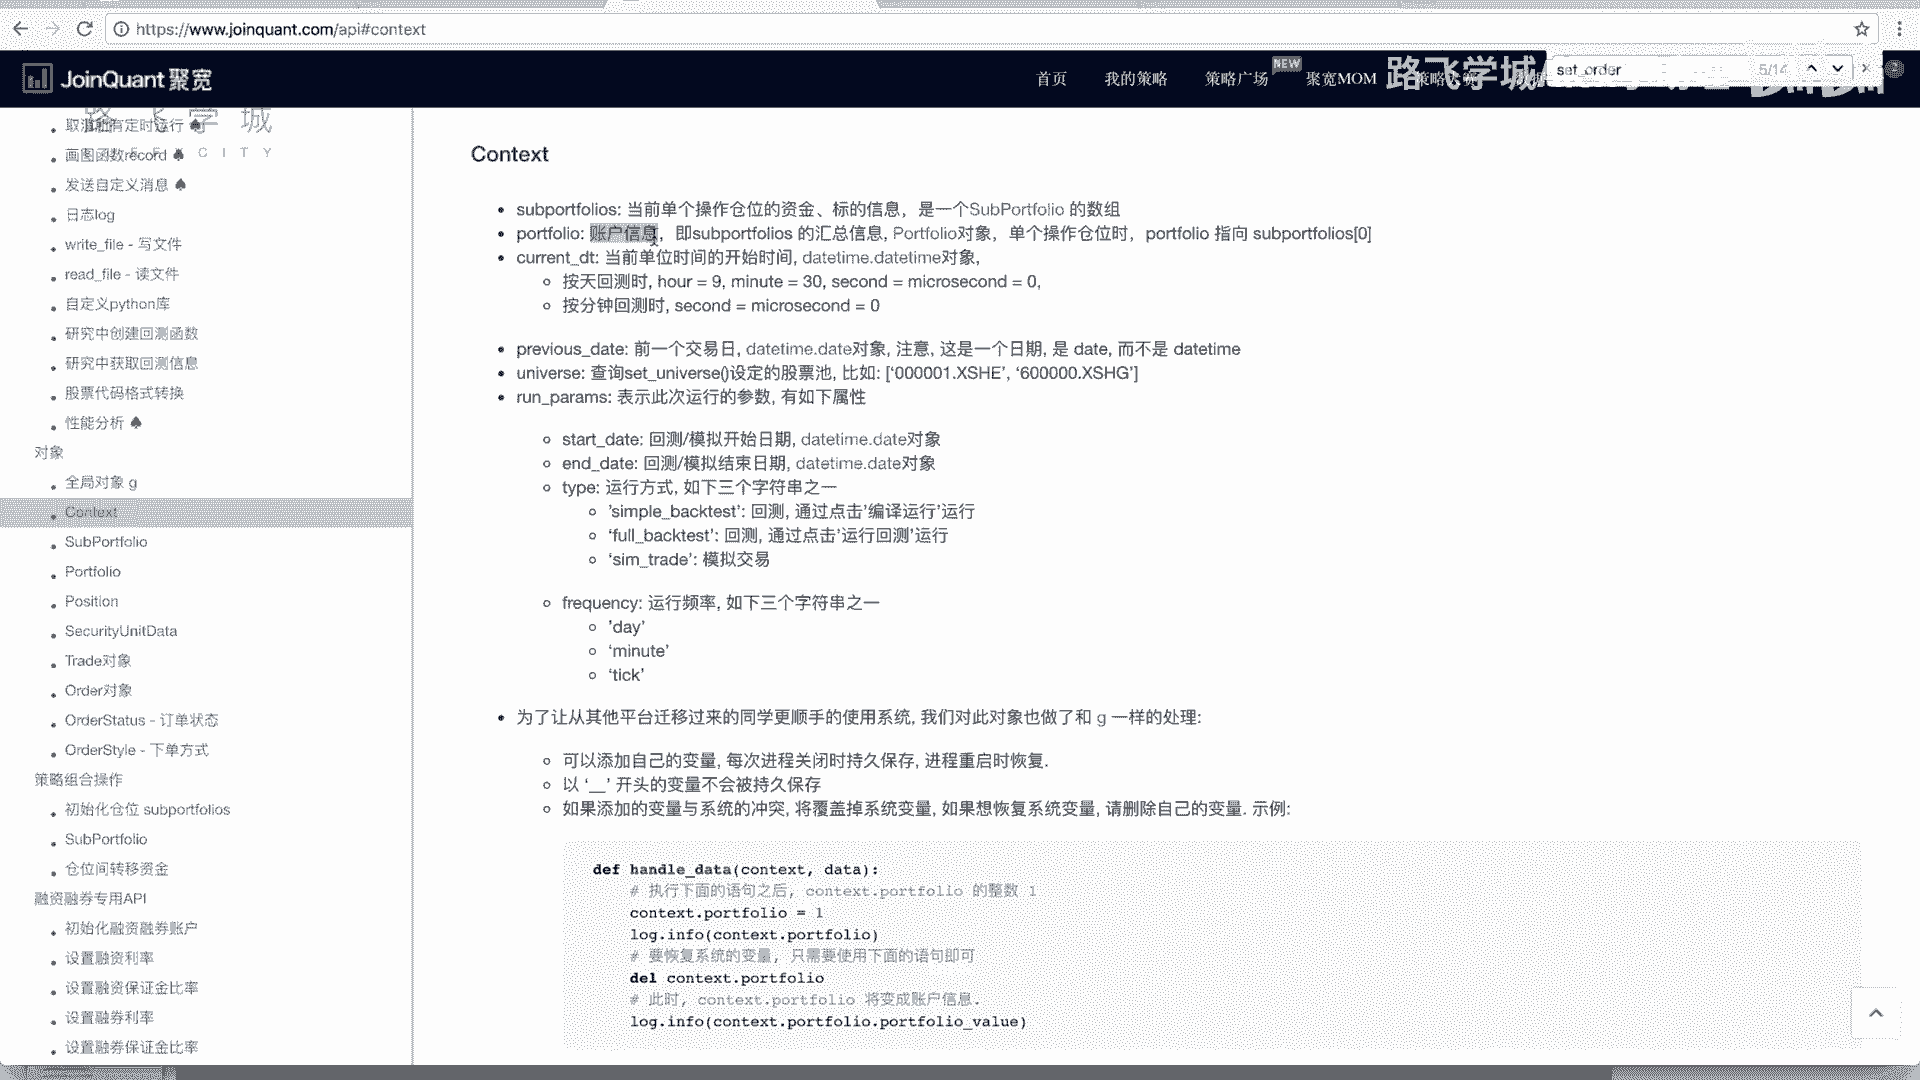 https://www.joinquant.com/api#context
JoinQuant 聚宽
首页
我的策略
策略广场
NEW
聚宽MOM
路飞学城
set_order
5/14
取消所有定时运行 ♠
画图函数record ♠
发送自定义消息 ♠
日志log
write_file - 写文件
read_file - 读文件
自定义python库
研究中创建回测函数
研究中获取回测信息
股票代码格式转换
性能分析 ♠
对象
全局对象 g
Context
SubPortfolio
Portfolio
Position
SecurityUnitData
Trade对象
Order对象
OrderStatus - 订单状态
OrderStyle - 下单方式
策略组合操作
初始化仓位 subportfolios
SubPortfolio
仓位间转移资金
融资融券专用API
初始化融资融券账户
设置融资利率
设置融资保证金比率
设置融券利率
设置融券保证金比率
Context
subportfolios: 当前单个操作仓位的资金、标的信息，是一个SubPortfolio 的数组
portfolio: 账户信息，即subportfolios 的汇总信息, Portfolio对象，单个操作仓位时，portfolio 指向 subportfolios[0]
current_dt: 当前单位时间的开始时间, datetime.datetime对象,
按天回测时, hour = 9, minute = 30, second = microsecond = 0,
按分钟回测时, second = microsecond = 0
previous_date: 前一个交易日, datetime.date对象, 注意, 这是一个日期, 是 date, 而不是 datetime
universe: 查询set_universe()设定的股票池, 比如: [‘000001.XSHE’, ‘600000.XSHG’]
run_params: 表示此次运行的参数, 有如下属性
start_date: 回测/模拟开始日期, datetime.date对象
end_date: 回测/模拟结束日期, datetime.date对象
type: 运行方式, 如下三个字符串之一
’simple_backtest’: 回测, 通过点击’编译运行’运行
‘full_backtest’: 回测, 通过点击’运行回测’运行
‘sim_trade’: 模拟交易
frequency: 运行频率, 如下三个字符串之一
’day’
‘minute’
‘tick’
为了让从其他平台迁移过来的同学更顺手的使用系统, 我们对此对象也做了和 g 一样的处理:
可以添加自己的变量, 每次进程关闭时持久保存, 进程重启时恢复.
以 ‘__’ 开头的变量不会被持久保存
如果添加的变量与系统的冲突, 将覆盖掉系统变量, 如果想恢复系统变量, 请删除自己的变量. 示例:
def handle_data(context, data):
# 执行下面的语句之后, context.portfolio 的整数 1
context.portfolio = 1
log.info(context.portfolio)
# 要恢复系统的变量, 只需要使用下面的语句即可
del context.portfolio
# 此时, context.portfolio 将变成账户信息.
log.info(context.portfolio.portfolio_value)